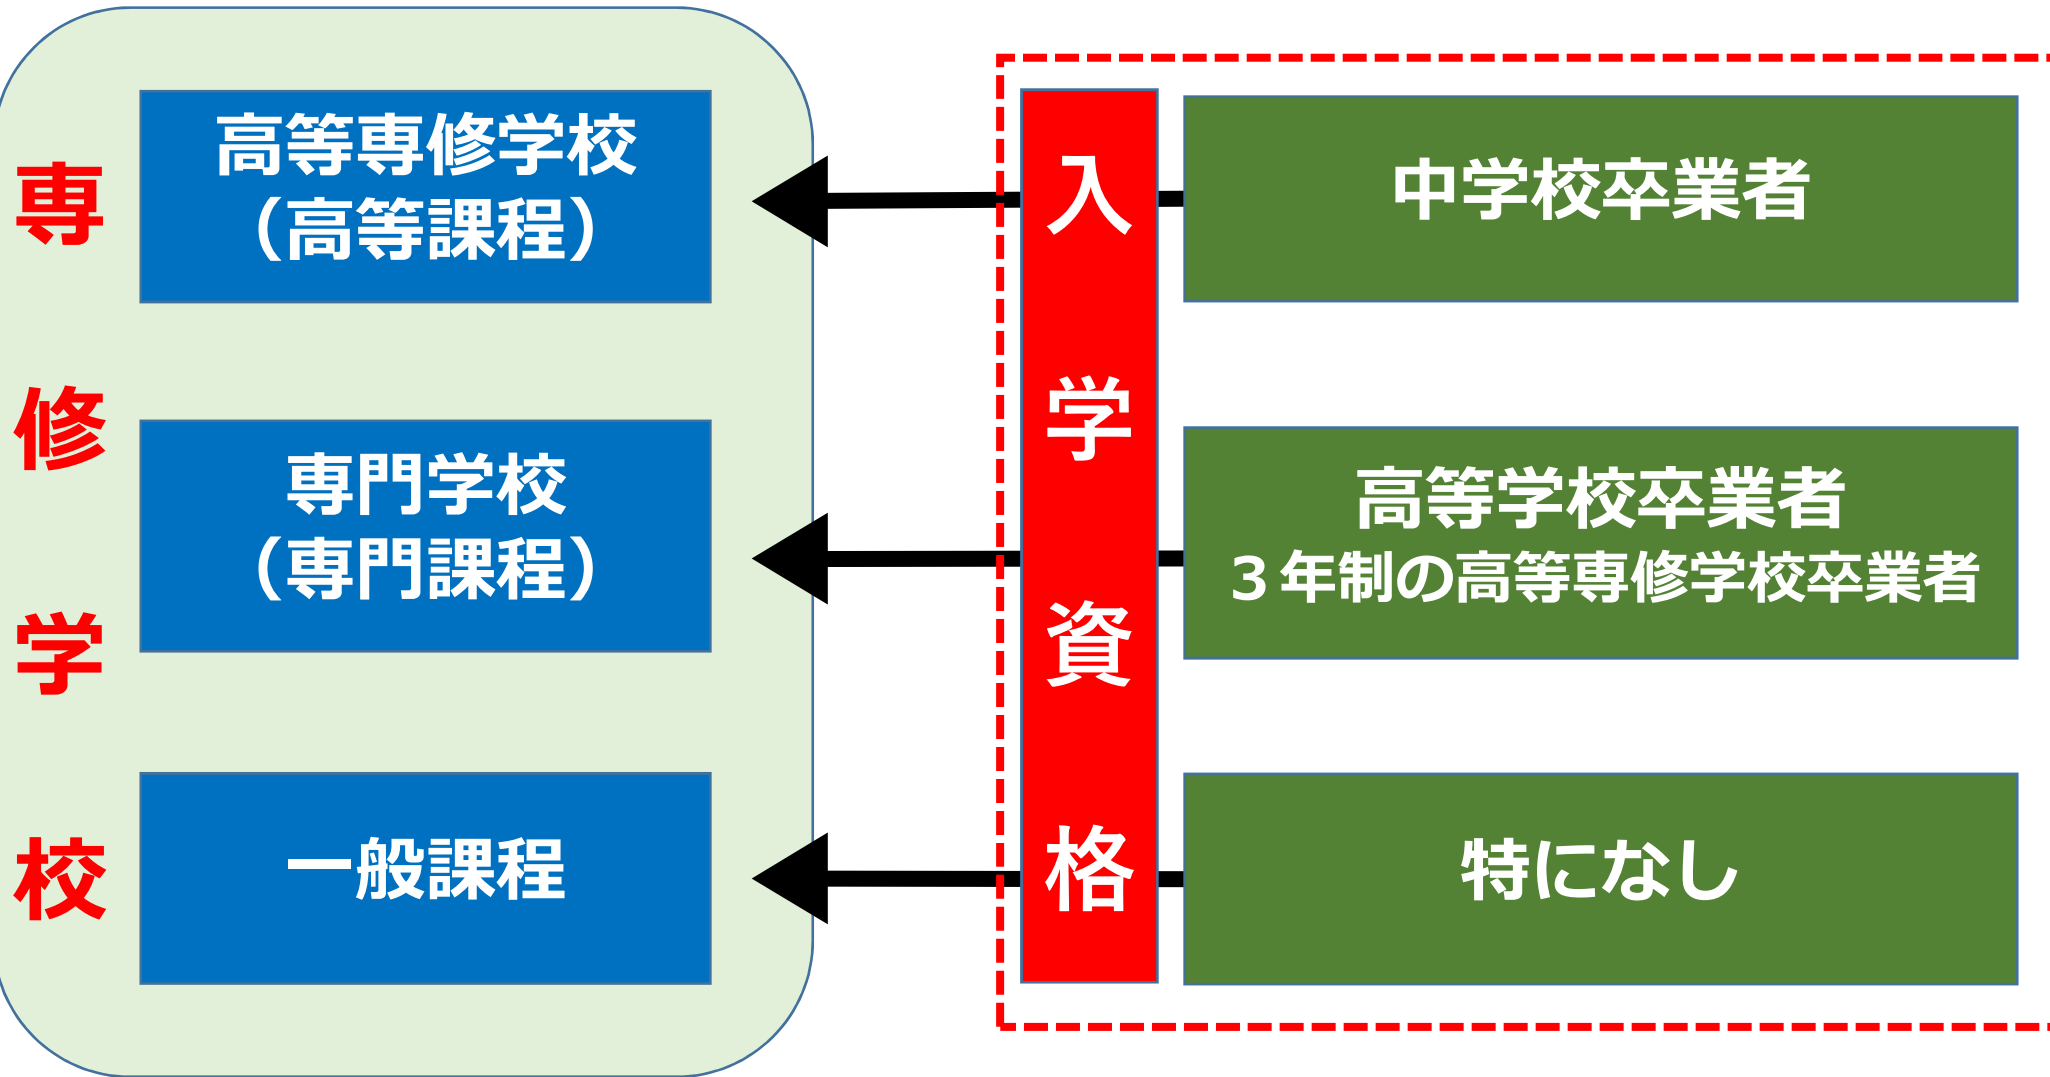 専修学校
高等専修学校
（高等課程）
専門学校
（専門課程）
一般課程
入学資格
中学校卒業者
高等学校卒業者
３年制の高等専修学校卒業者
特になし